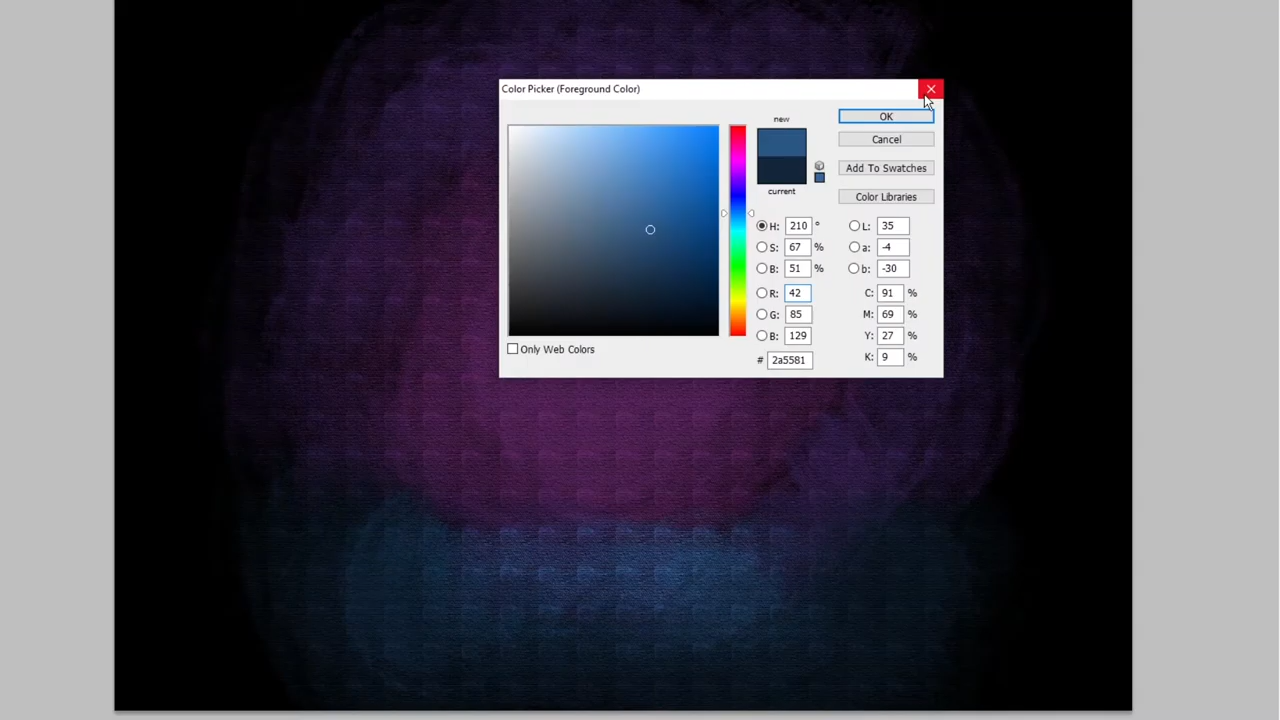 Color Picker (Foreground Color)
new
OK
Cancel
Add To Swatches
current
Color Libraries
H: 210 °
L: 35
S: 67 %
a: -4
B: 51 %
b: -30
R: 42
C: 91 %
G: 85
M: 69 %
B: 129
Y: 27 %
Only Web Colors
# 2a5581
K: 9 %